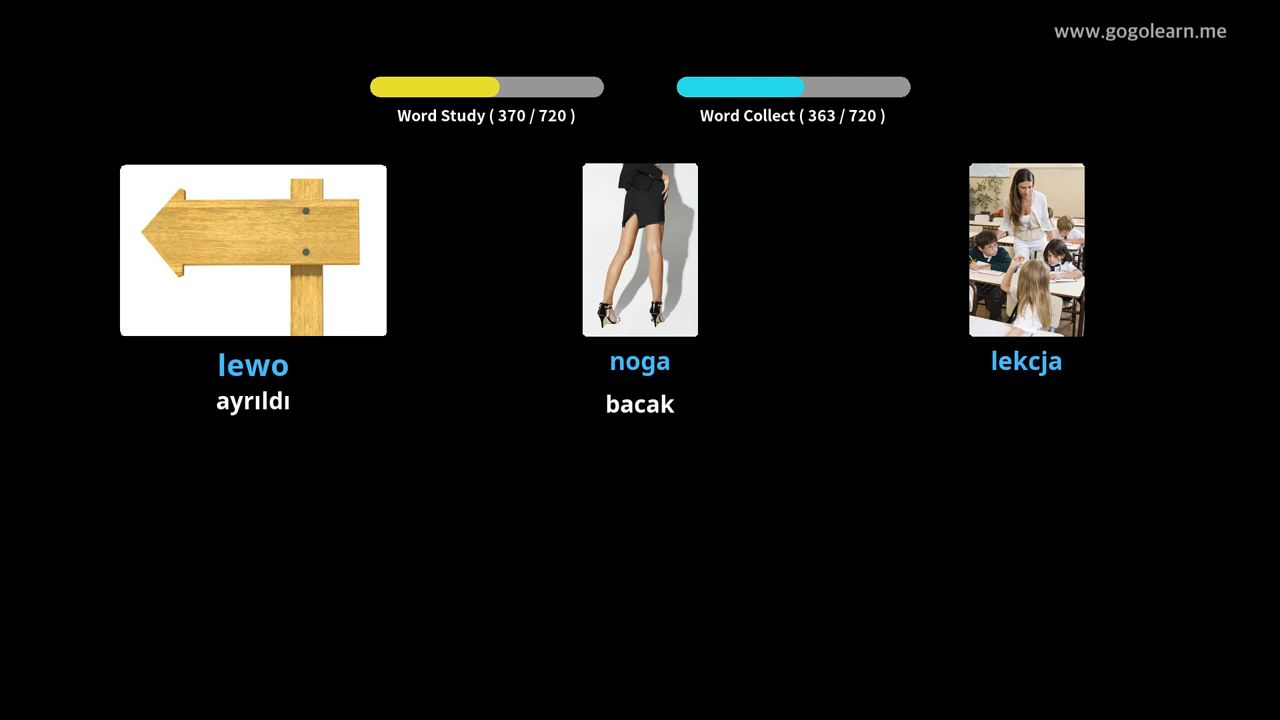 www.gogolearn.me
Word Study ( 370 / 720 )
Word Collect ( 363 / 720 )
lewo
ayrıldı
noga
bacak
lekcja